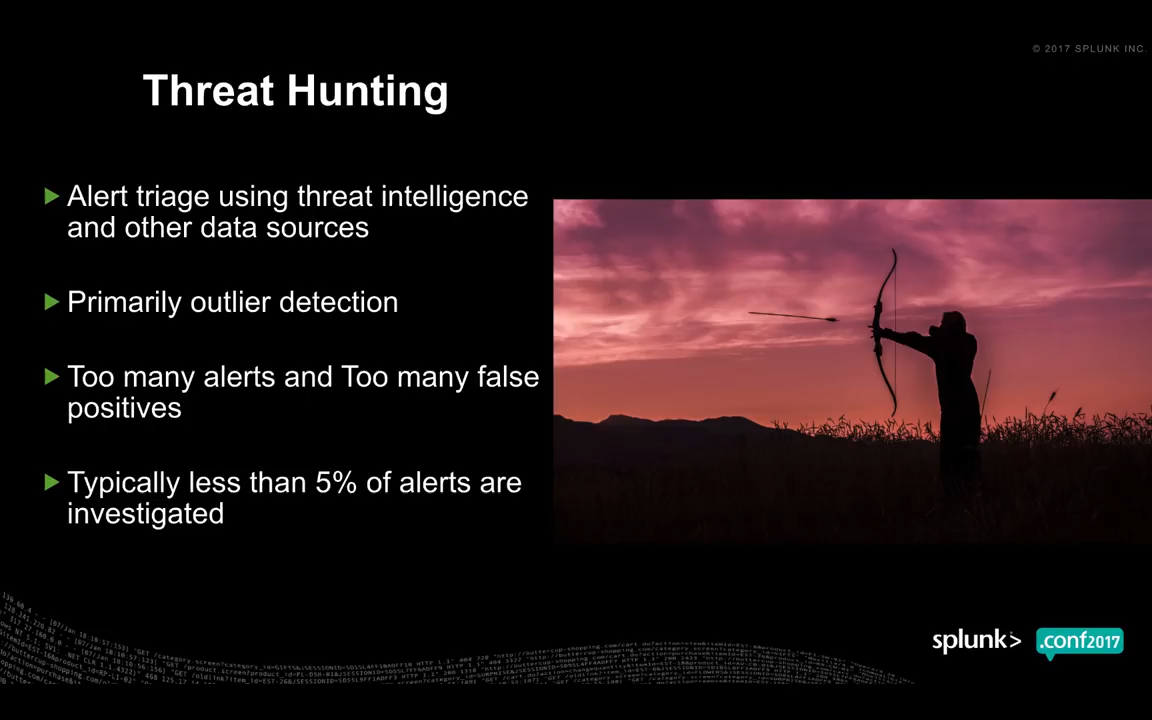 © 2017 SPLUNK INC.
Threat Hunting
Alert triage using threat intelligence
and other data sources
Primarily outlier detection
Too many alerts and Too many false
positives
Typically less than 5% of alerts are
investigated
splunk> .conf2017